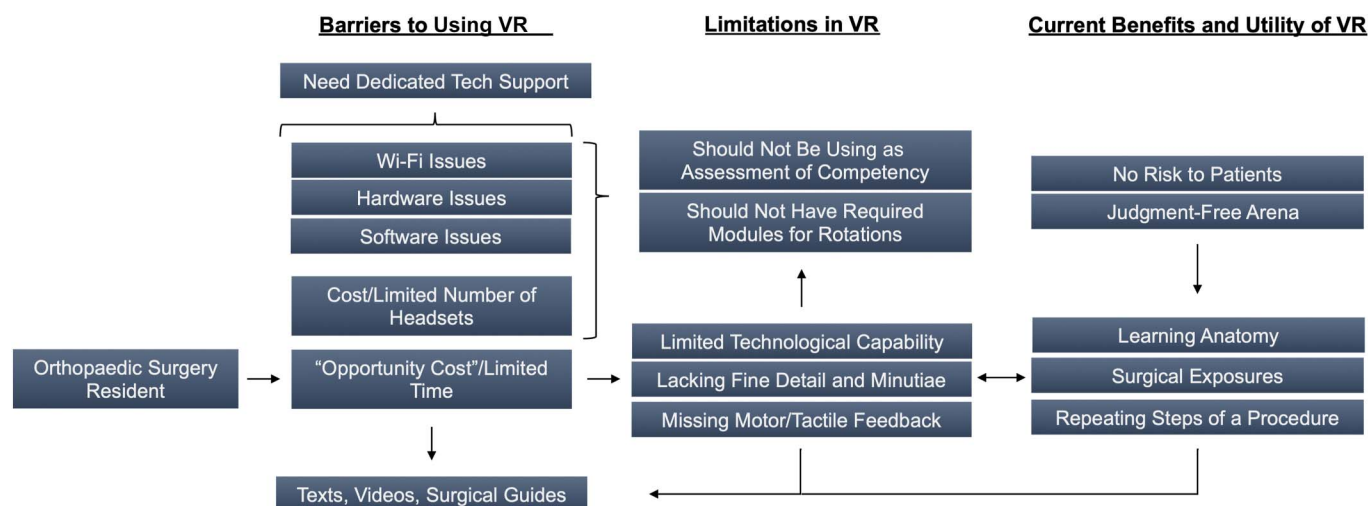 Barriers to Using VR
Limitations in VR
Current Benefits and Utility of VR
Need Dedicated Tech Support
Wi-Fi Issues
Hardware Issues
Software Issues
Cost/Limited Number of
Headsets
Orthopaedic Surgery
Resident
“Opportunity Cost”/Limited
Time
Texts, Videos, Surgical Guides
Should Not Be Using as
Assessment of Competency
Should Not Have Required
Modules for Rotations
Limited Technological Capability
Lacking Fine Detail and Minutiae
Missing Motor/Tactile Feedback
No Risk to Patients
Judgment-Free Arena
Learning Anatomy
Surgical Exposures
Repeating Steps of a Procedure